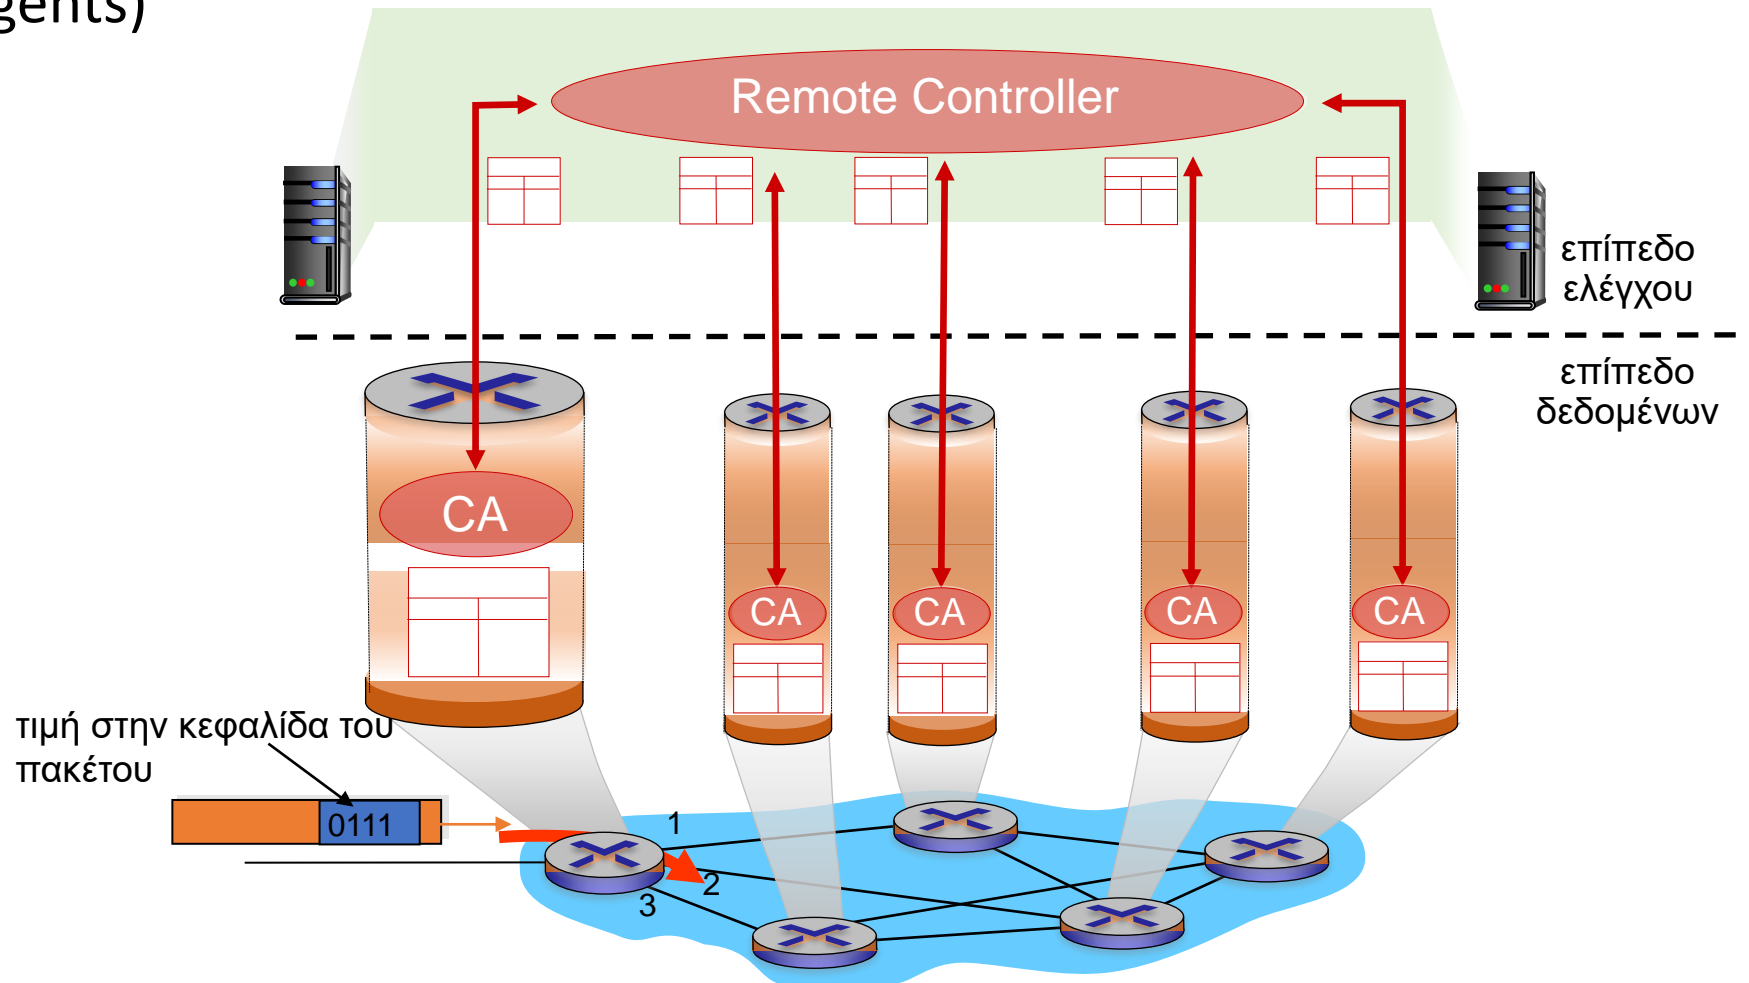 gents)
Remote Controller
επίπεδο
ελέγχου
επίπεδο
δεδομένων
CA
CA
CA
CA
CA
τιμή στην κεφαλίδα του
πακέτου
0111
1
2
3